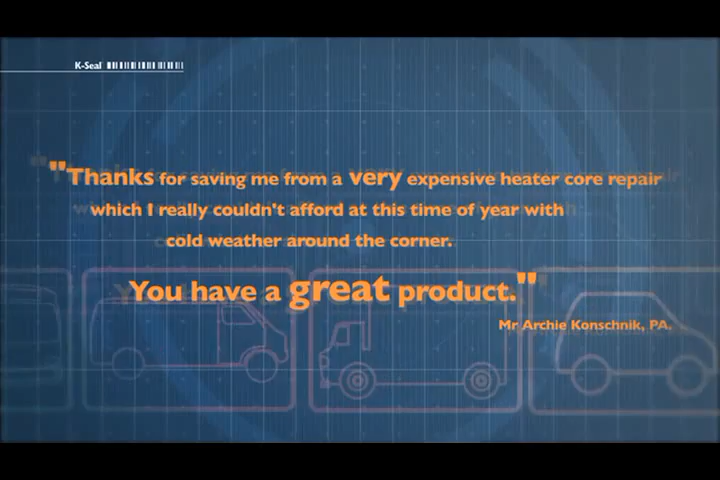 K-Seal
"Thanks for saving me from a very expensive heater core repair
which I really couldn't afford at this time of year with
cold weather around the corner.
You have a great product."
Mr Archie Konschnik, PA.